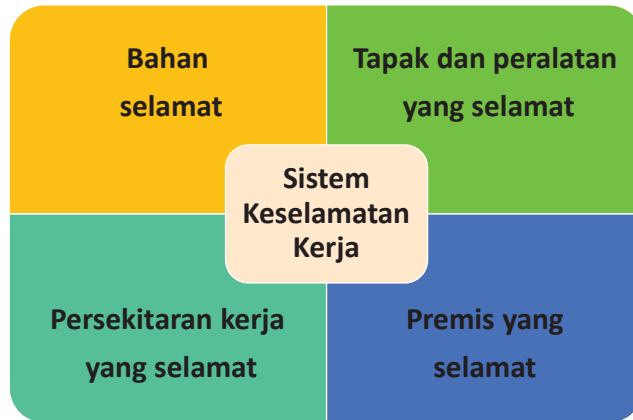 Bahan
selamat
Tapak dan peralatan
yang selamat
Sistem
Keselamatan
Kerja
Persekitaran kerja
yang selamat
Premis yang
selamat